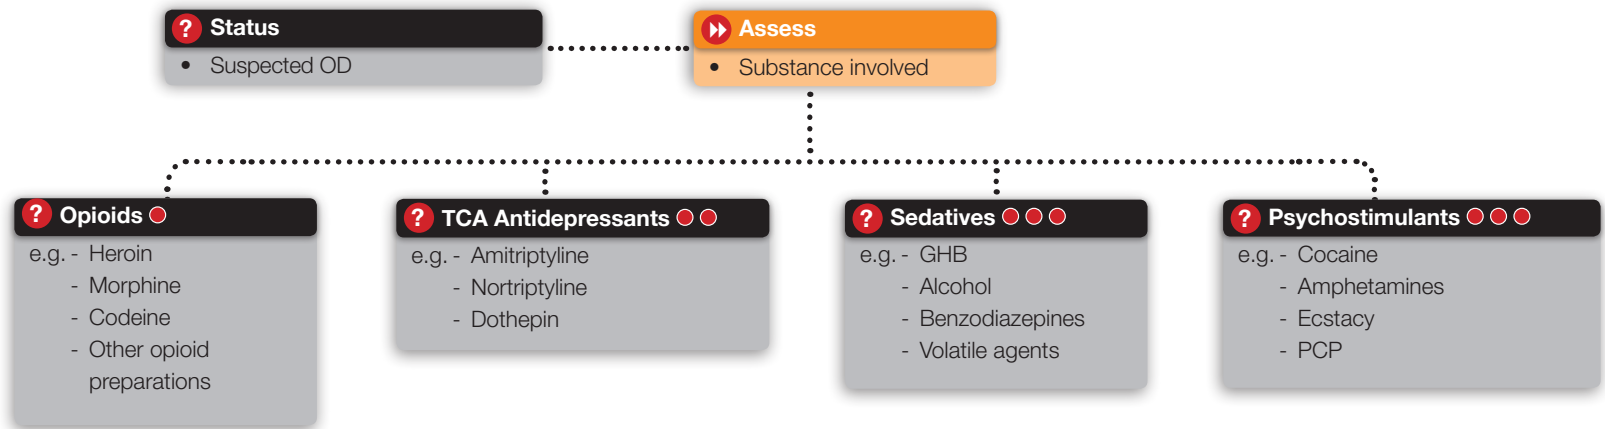 ? Status
• Suspected OD
Assess
• Substance involved
? Opioids
e.g. - Heroin
- Morphine
- Codeine
- Other opioid
preparations
? TCA Antidepressants
e.g. - Amitriptyline
- Nortriptyline
- Dothepin
? Sedatives
e.g. - GHB
- Alcohol
- Benzodiazepines
- Volatile agents
? Psychostimulants
e.g. - Cocaine
- Amphetamines
- Ecstacy
- PCP